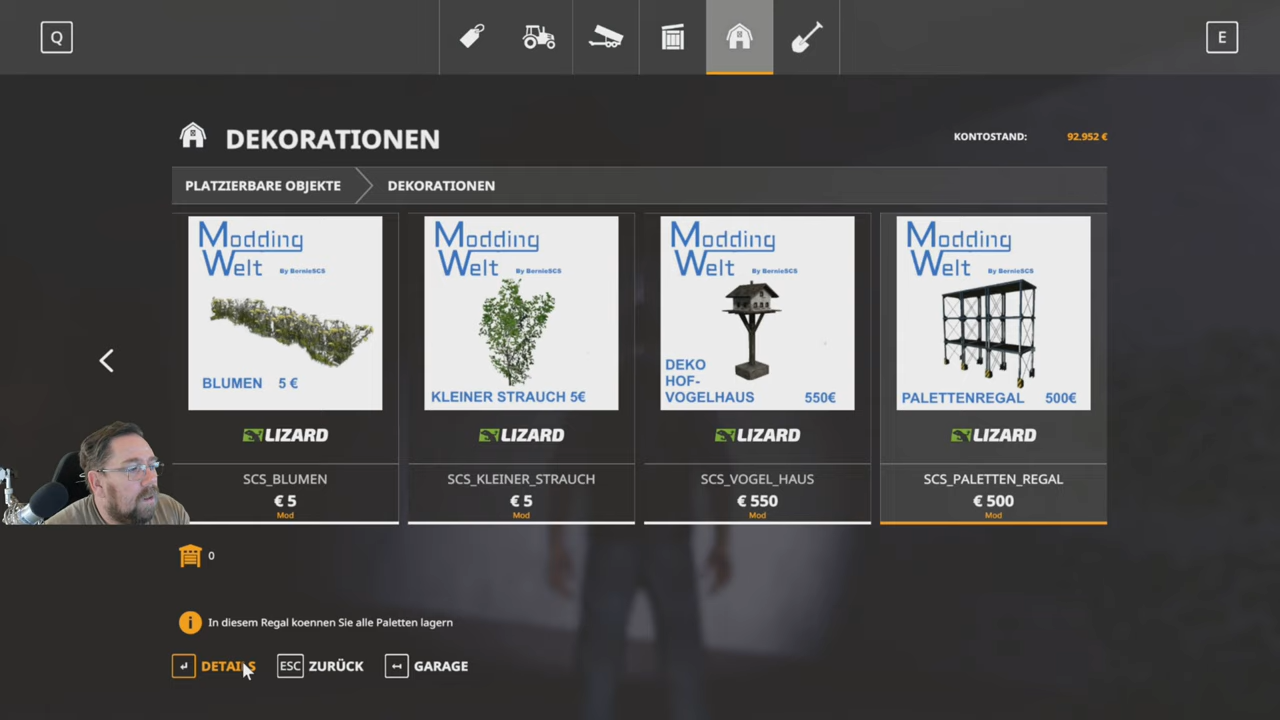 Q
E
DEKORATIONEN
KONTOSTAND: 92.952 €
PLATZIERBARE OBJEKTE
DEKORATIONEN
Modding
Welt By BernieSCS
BLUMEN 5 €
LIZARD
SCS_BLUMEN
€ 5
Mod
Modding
Welt By BernieSCS
KLEINER STRAUCH 5€
LIZARD
SCS_KLEINER_STRAUCH
€ 5
Mod
Modding
Welt By BernieSCS
DEKO
HOF-
VOGELHAUS 550€
LIZARD
SCS_VOGEL_HAUS
€ 550
Mod
Modding
Welt By BernieSCS
PALETTENREGAL 500€
LIZARD
SCS_PALETTEN_REGAL
€ 500
Mod
0
In diesem Regal koennen Sie alle Paletten lagern
DETAILS
ESC ZURÜCK
GARAGE